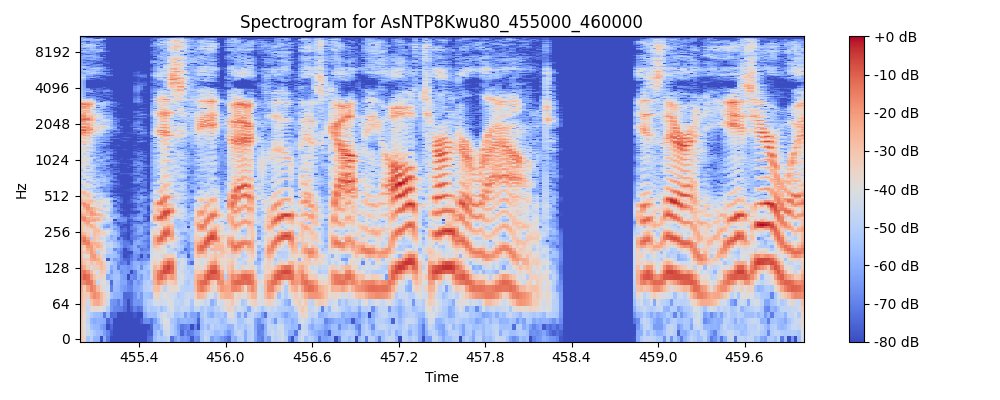 Spectrogram for AsNTP8Kwu80_455000_460000
Hz
8192
4096
2048
1024
512
256
128
64
0
455.4 456.0 456.6 457.2 457.8 458.4 459.0 459.6
Time
+0 dB
-10 dB
-20 dB
-30 dB
-40 dB
-50 dB
-60 dB
-70 dB
-80 dB